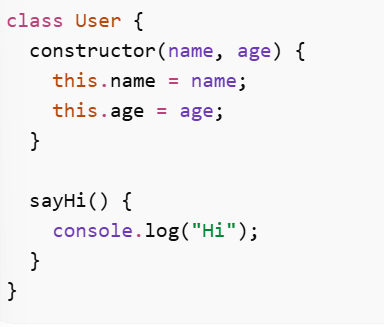 class User {
  constructor(name, age) {
    this.name = name;
    this.age = age;
  }

  sayHi() {
    console.log("Hi");
  }
}